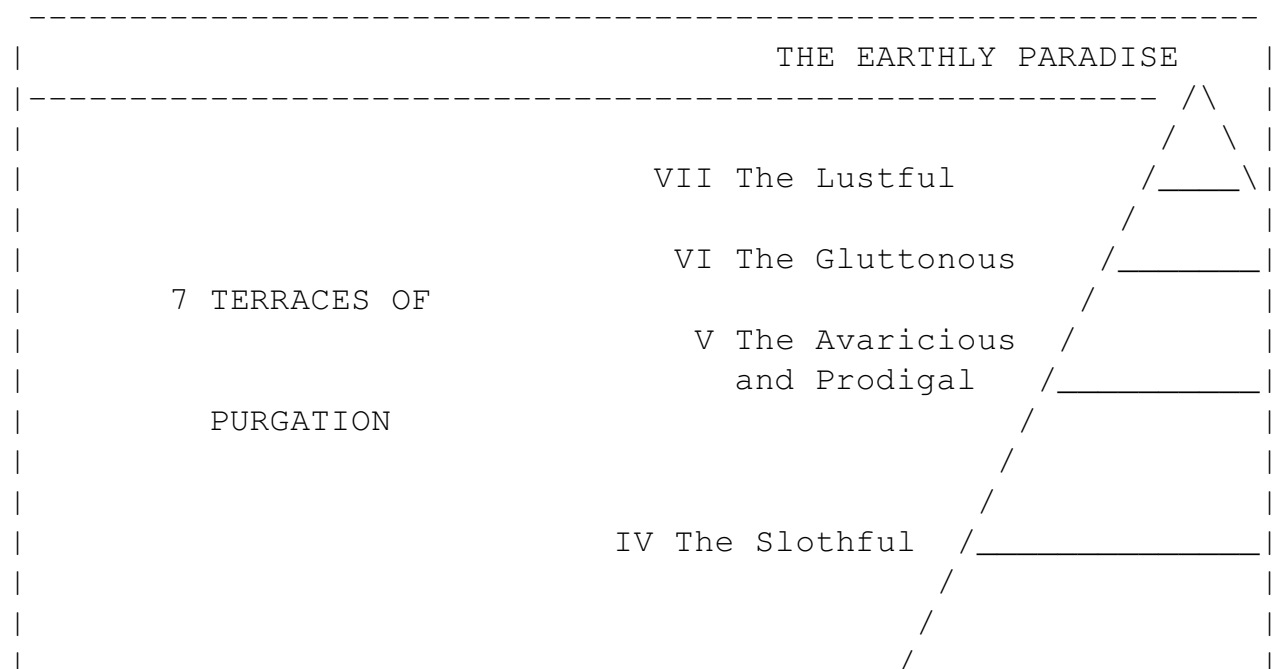 THE EARTHLY PARADISE
VII The Lustful
VI The Gluttonous
7 TERRACES OF
V The Avaricious
and Prodigal
PURGATION
IV The Slothful